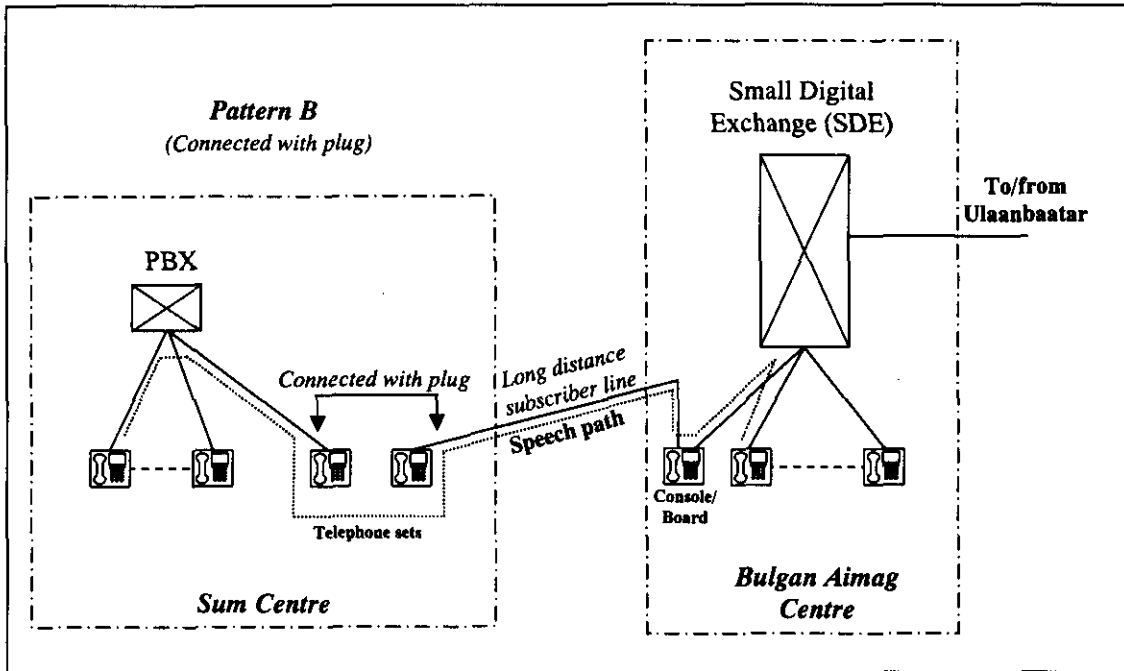 Pattern B
(Connected with plug)
PBX
Connected with plug
Telephone sets
Sum Centre
Long distance
subscriber line
Speech path
Small Digital
Exchange (SDE)
To/from
Ulaanbaatar
Console/
Board
Bulgan Aimag
Centre